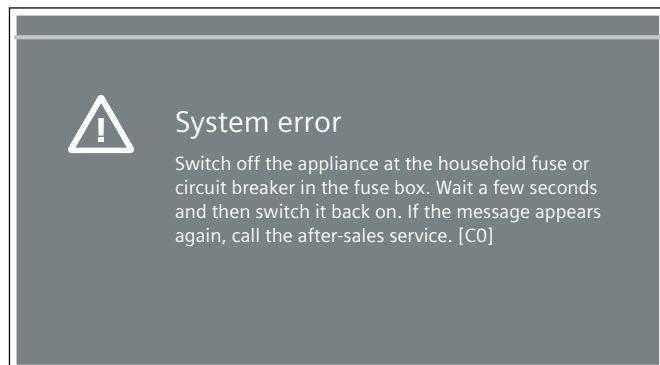 System error
Switch off the appliance at the household fuse or
circuit breaker in the fuse box. Wait a few seconds
and then switch it back on. If the message appears
again, call the after-sales service. [C0]